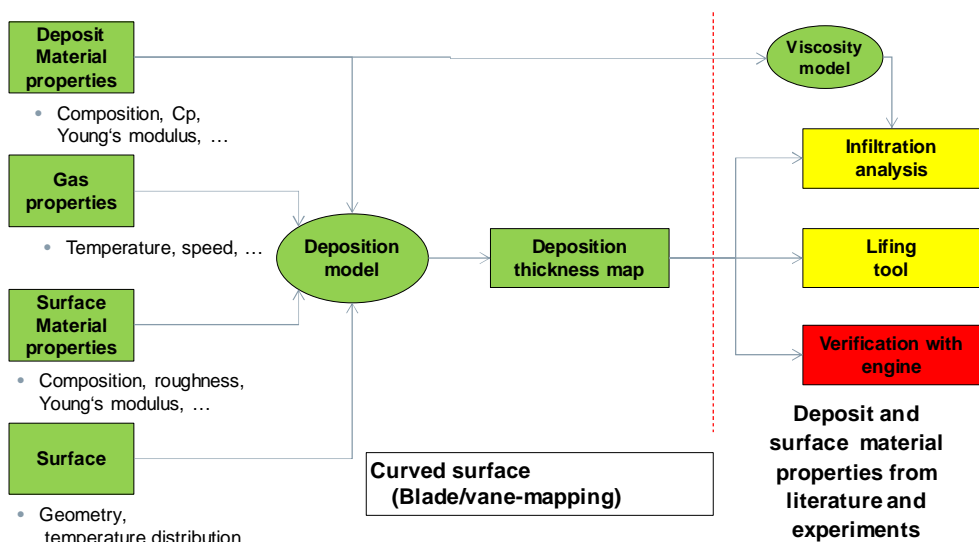 Deposit
Material
properties
• Composition, Cp,
Young‘s modulus, …
Gas
properties
• Temperature, speed, …
Surface
Material
properties
• Composition, roughness,
Young‘s modulus, …
Surface
• Geometry,
temperature distribution
Deposition
model
Deposition
thickness map
Curved surface
(Blade/vane-mapping)
Viscosity
model
Infiltration
analysis
Lifing
tool
Verification with
engine
Deposit and
surface material
properties from
literature and
experiments